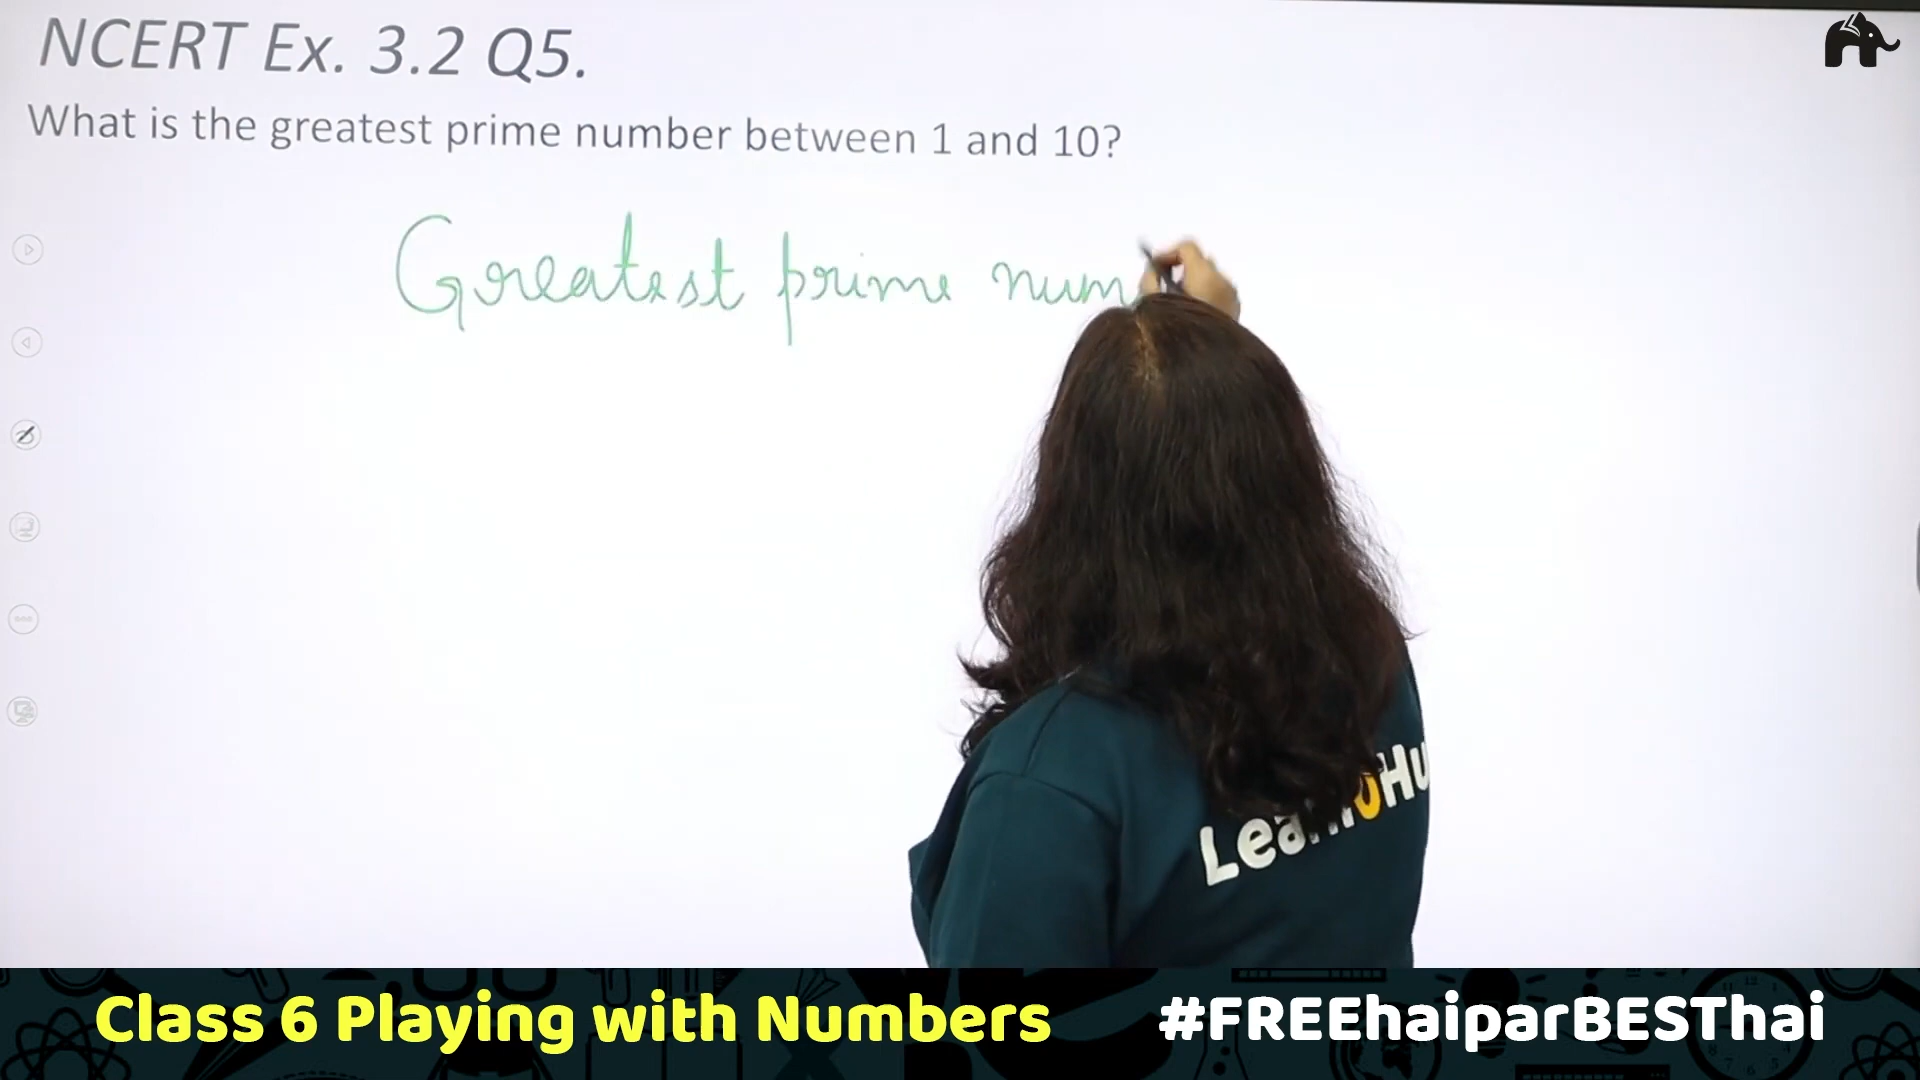 NCERT Ex. 3.2 Q5.
What is the greatest prime number between 1 and 10?
Greatest prime num
LearnoHu
Class 6 Playing with Numbers #FREEhaiparBESThai